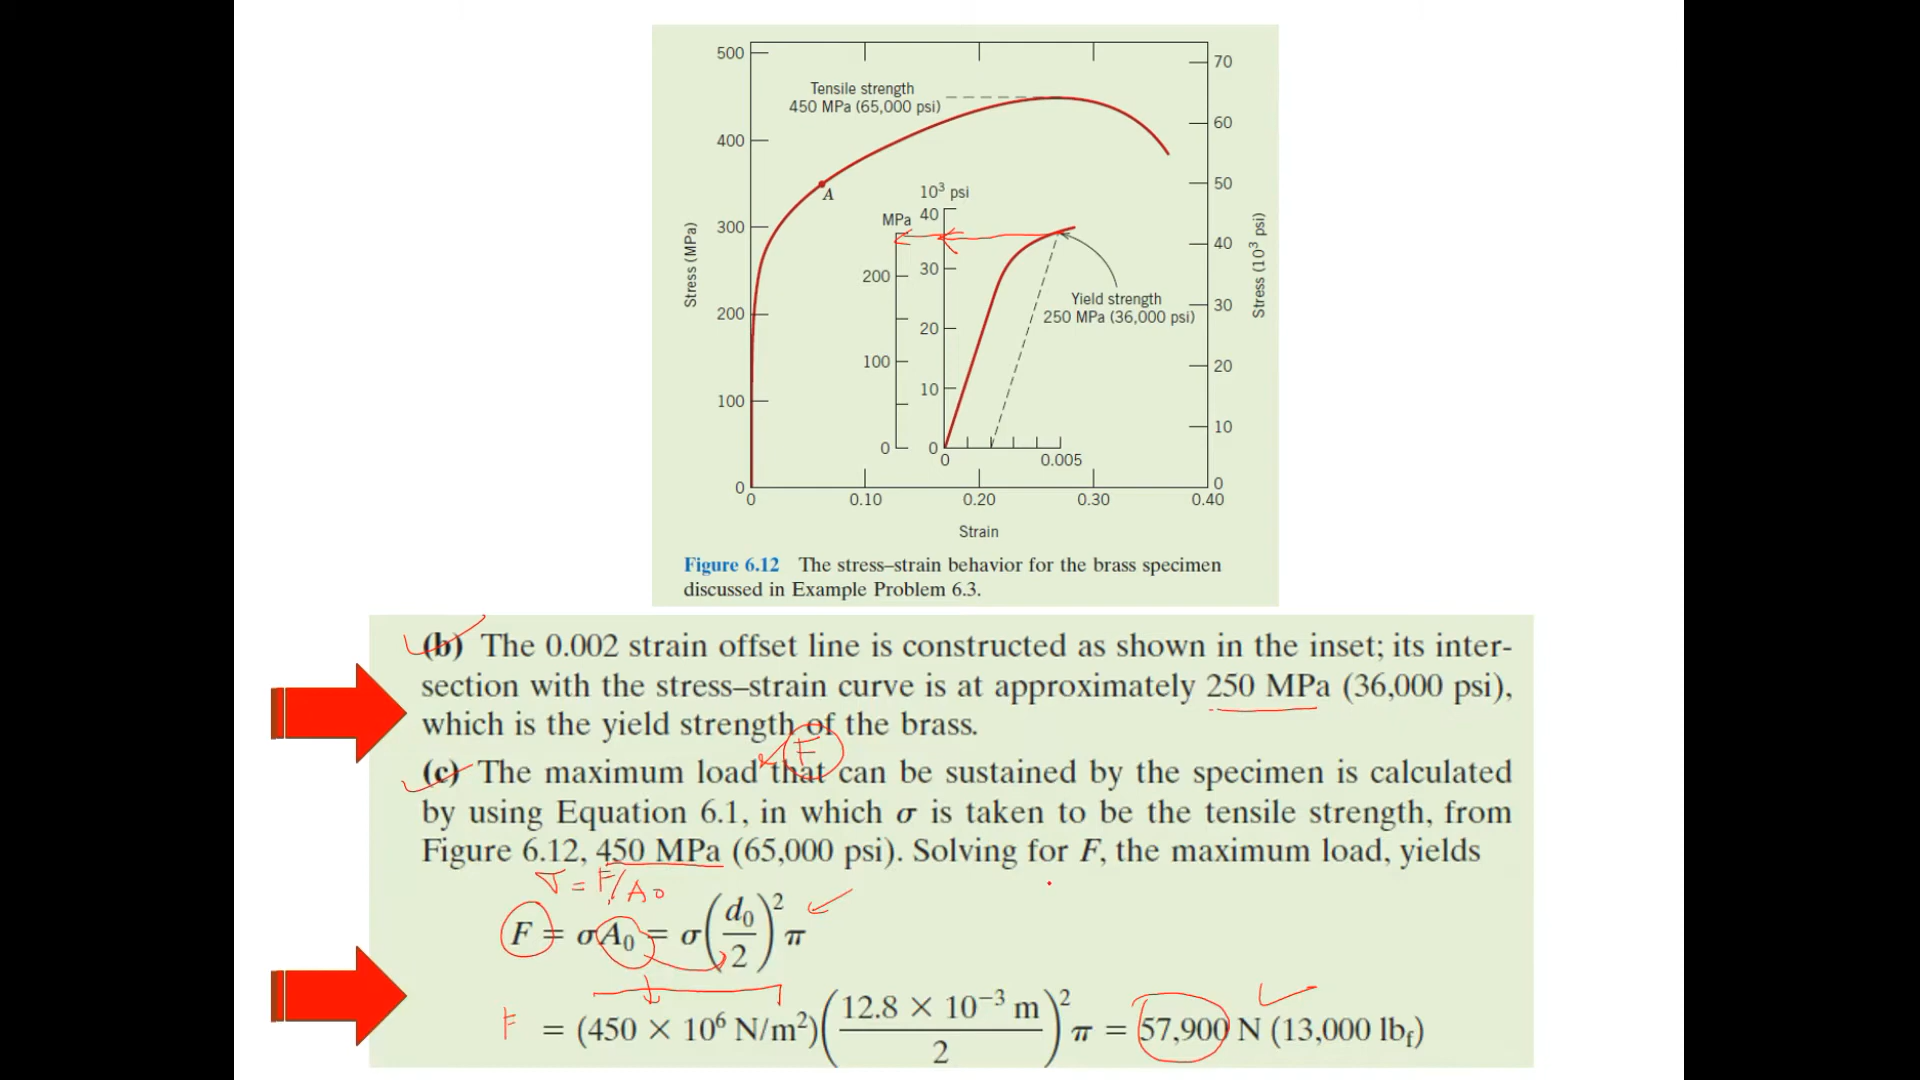 500
400
300
200
100
0
Stress (MPa)
Tensile strength
450 MPa (65,000 psi)
A
10³ psi
MPa
40
200
30
20
100
10
0
0
0
0.005
Yield strength
250 MPa (36,000 psi)
70
60
50
40
30
20
10
0
Stress (10³ psi)
0
0.10
0.20
0.30
0.40
Strain
Figure 6.12 The stress–strain behavior for the brass specimen
discussed in Example Problem 6.3.
(b) The 0.002 strain offset line is constructed as shown in the inset; its inter-
section with the stress–strain curve is at approximately 250 MPa (36,000 psi),
which is the yield strength of the brass.
F
(c) The maximum load that can be sustained by the specimen is calculated
by using Equation 6.1, in which σ is taken to be the tensile strength, from
Figure 6.12, 450 MPa (65,000 psi). Solving for F, the maximum load, yields
σ = F/A0
F = σA₀ = σ(d₀/2)²π
F = (450 × 10⁶ N/m²)(12.8 × 10⁻³ m/2)²π = 57,900 N (13,000 lb_f)